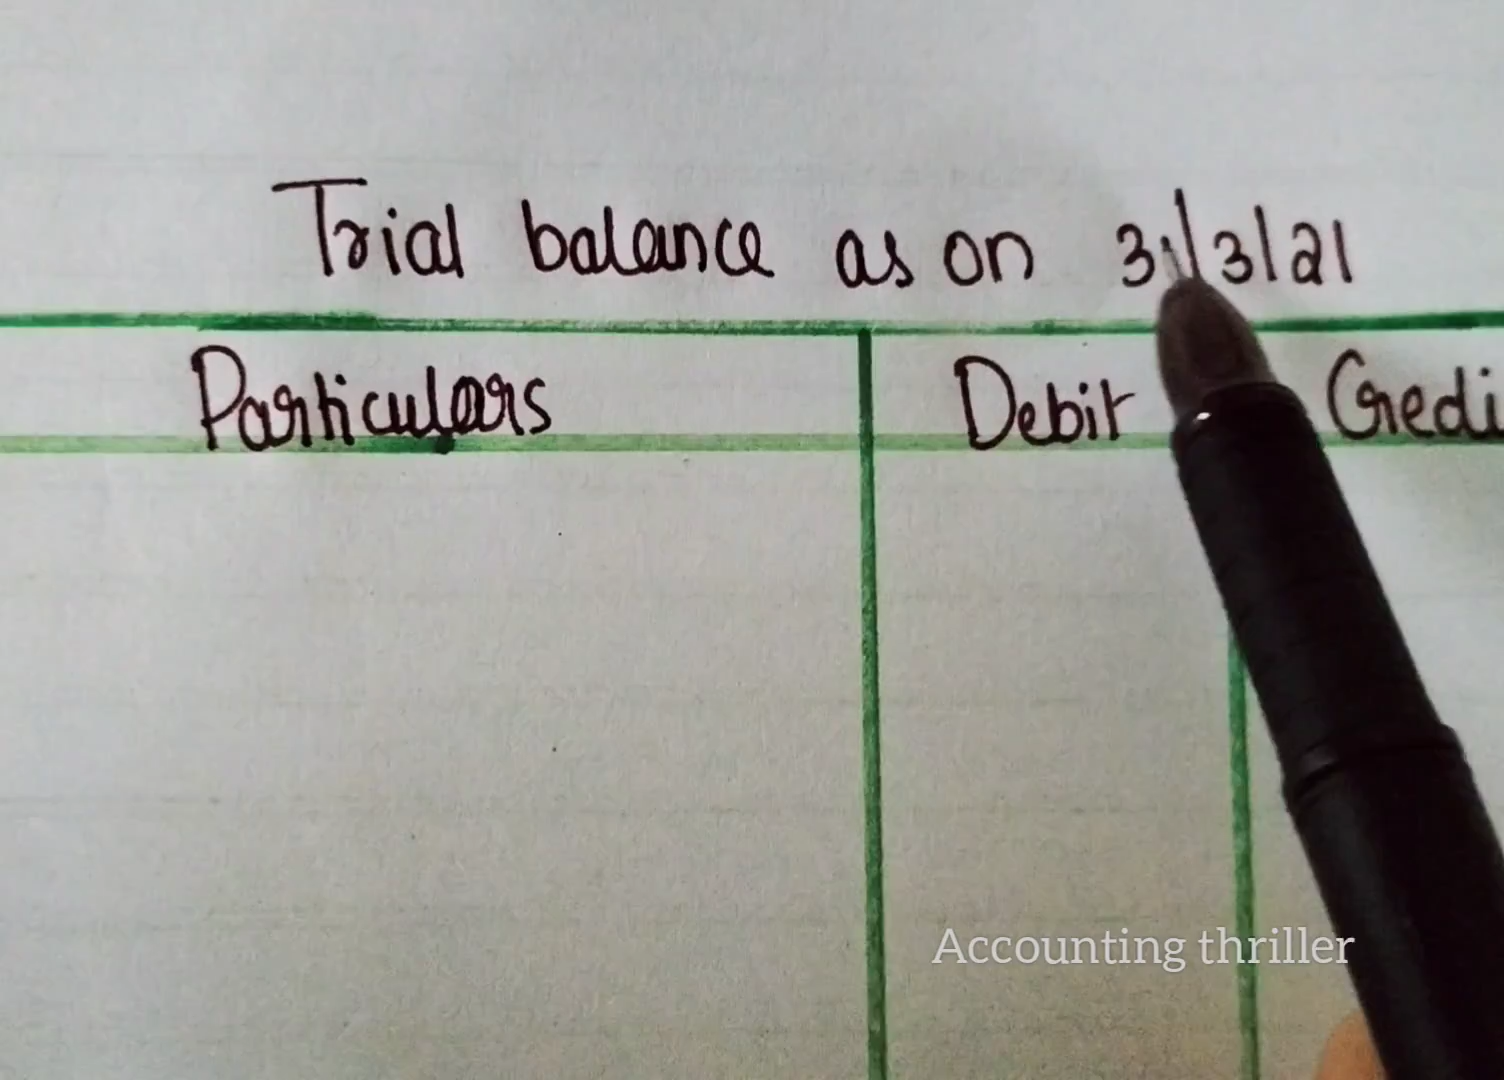 Trial balance as on 31/3/21
Particulars Debit Credi
Accounting thriller